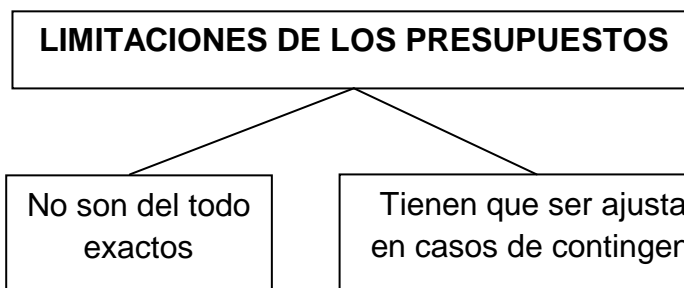 LIMITACIONES DE LOS PRESUPUESTOS
No son del todo
exactos
Tienen que ser
en casos de